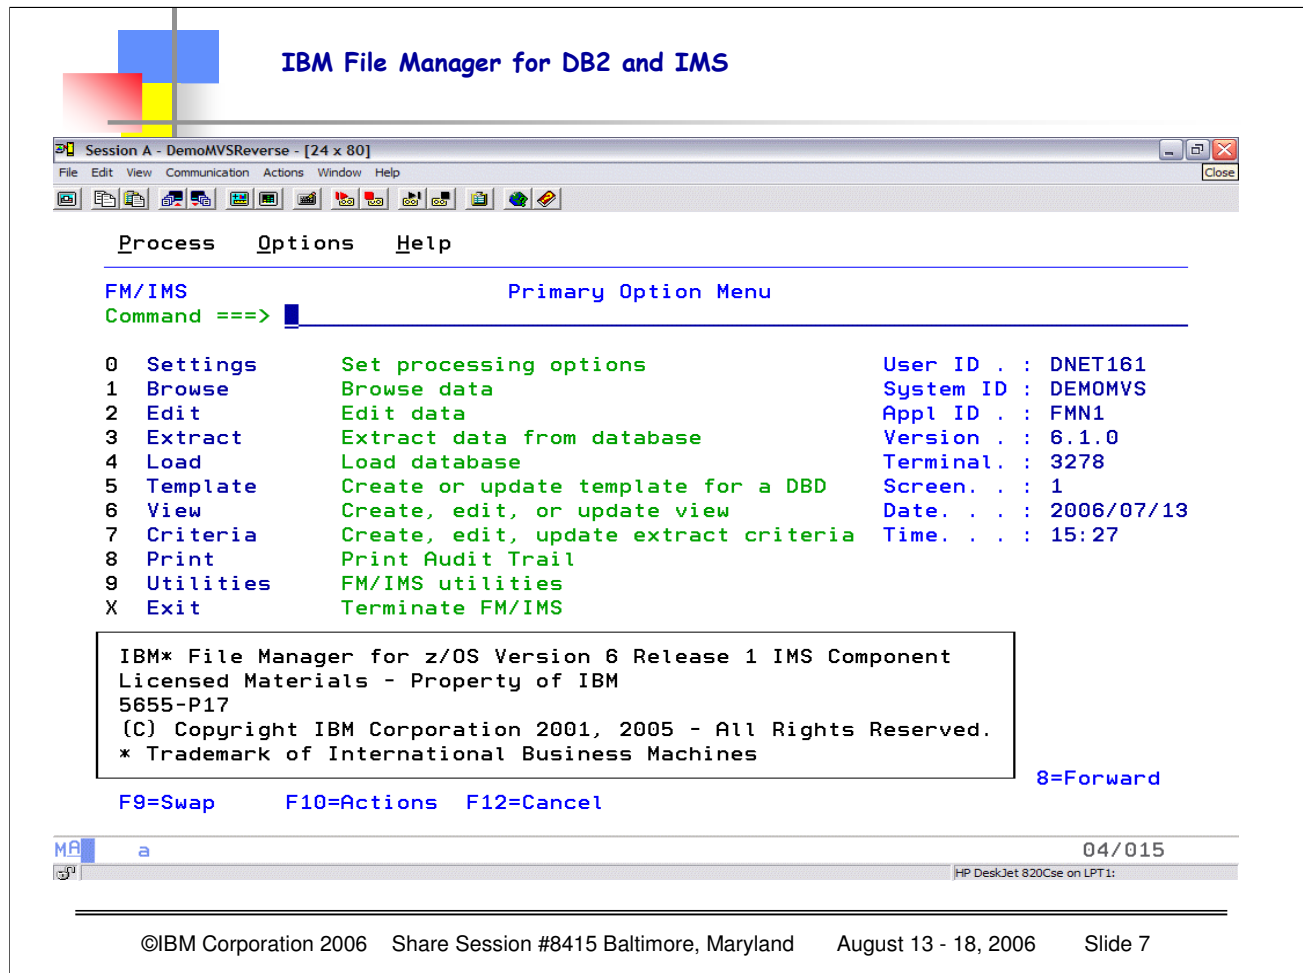 IBM File Manager for DB2 and IMS
Session A - DemoMVSReverse - [24 x 80]
File Edit View Communication Actions Window Help
Close
Process Options Help
FM/IMS Primary Option Menu
Command ===>
0 Settings Set processing options User ID . : DNET161
1 Browse Browse data System ID : DEMOMVS
2 Edit Edit data Appl ID . : FMN1
3 Extract Extract data from database Version . : 6.1.0
4 Load Load database Terminal. : 3278
5 Template Create or update template for a DBD Screen. . : 1
6 View Create, edit, or update view Date. . . : 2006/07/13
7 Criteria Create, edit, update extract criteria Time. . . : 15:27
8 Print Print Audit Trail
9 Utilities FM/IMS utilities
X Exit Terminate FM/IMS
IBM* File Manager for z/OS Version 6 Release 1 IMS Component
Licensed Materials - Property of IBM
5655-P17
(C) Copyright IBM Corporation 2001, 2005 - All Rights Reserved.
* Trademark of International Business Machines
8=Forward
F9=Swap F10=Actions F12=Cancel
MA a 04/015
HP DeskJet 820Cse on LPT1:
©IBM Corporation 2006 Share Session #8415 Baltimore, Maryland August 13 - 18, 2006 Slide 7